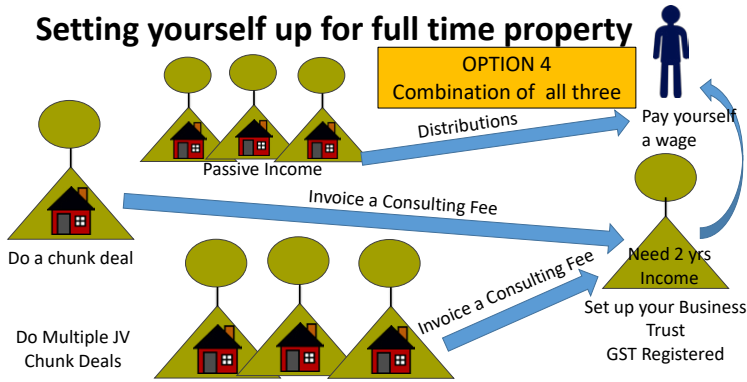 Setting yourself up for full time property
OPTION 4
Combination of all three
Distributions
Pay yourself
a wage
Passive Income
Invoice a Consulting Fee
Do a chunk deal
Need 2 yrs
Income
Invoice a Consulting Fee
Set up your Business
Trust
GST Registered
Do Multiple JV
Chunk Deals